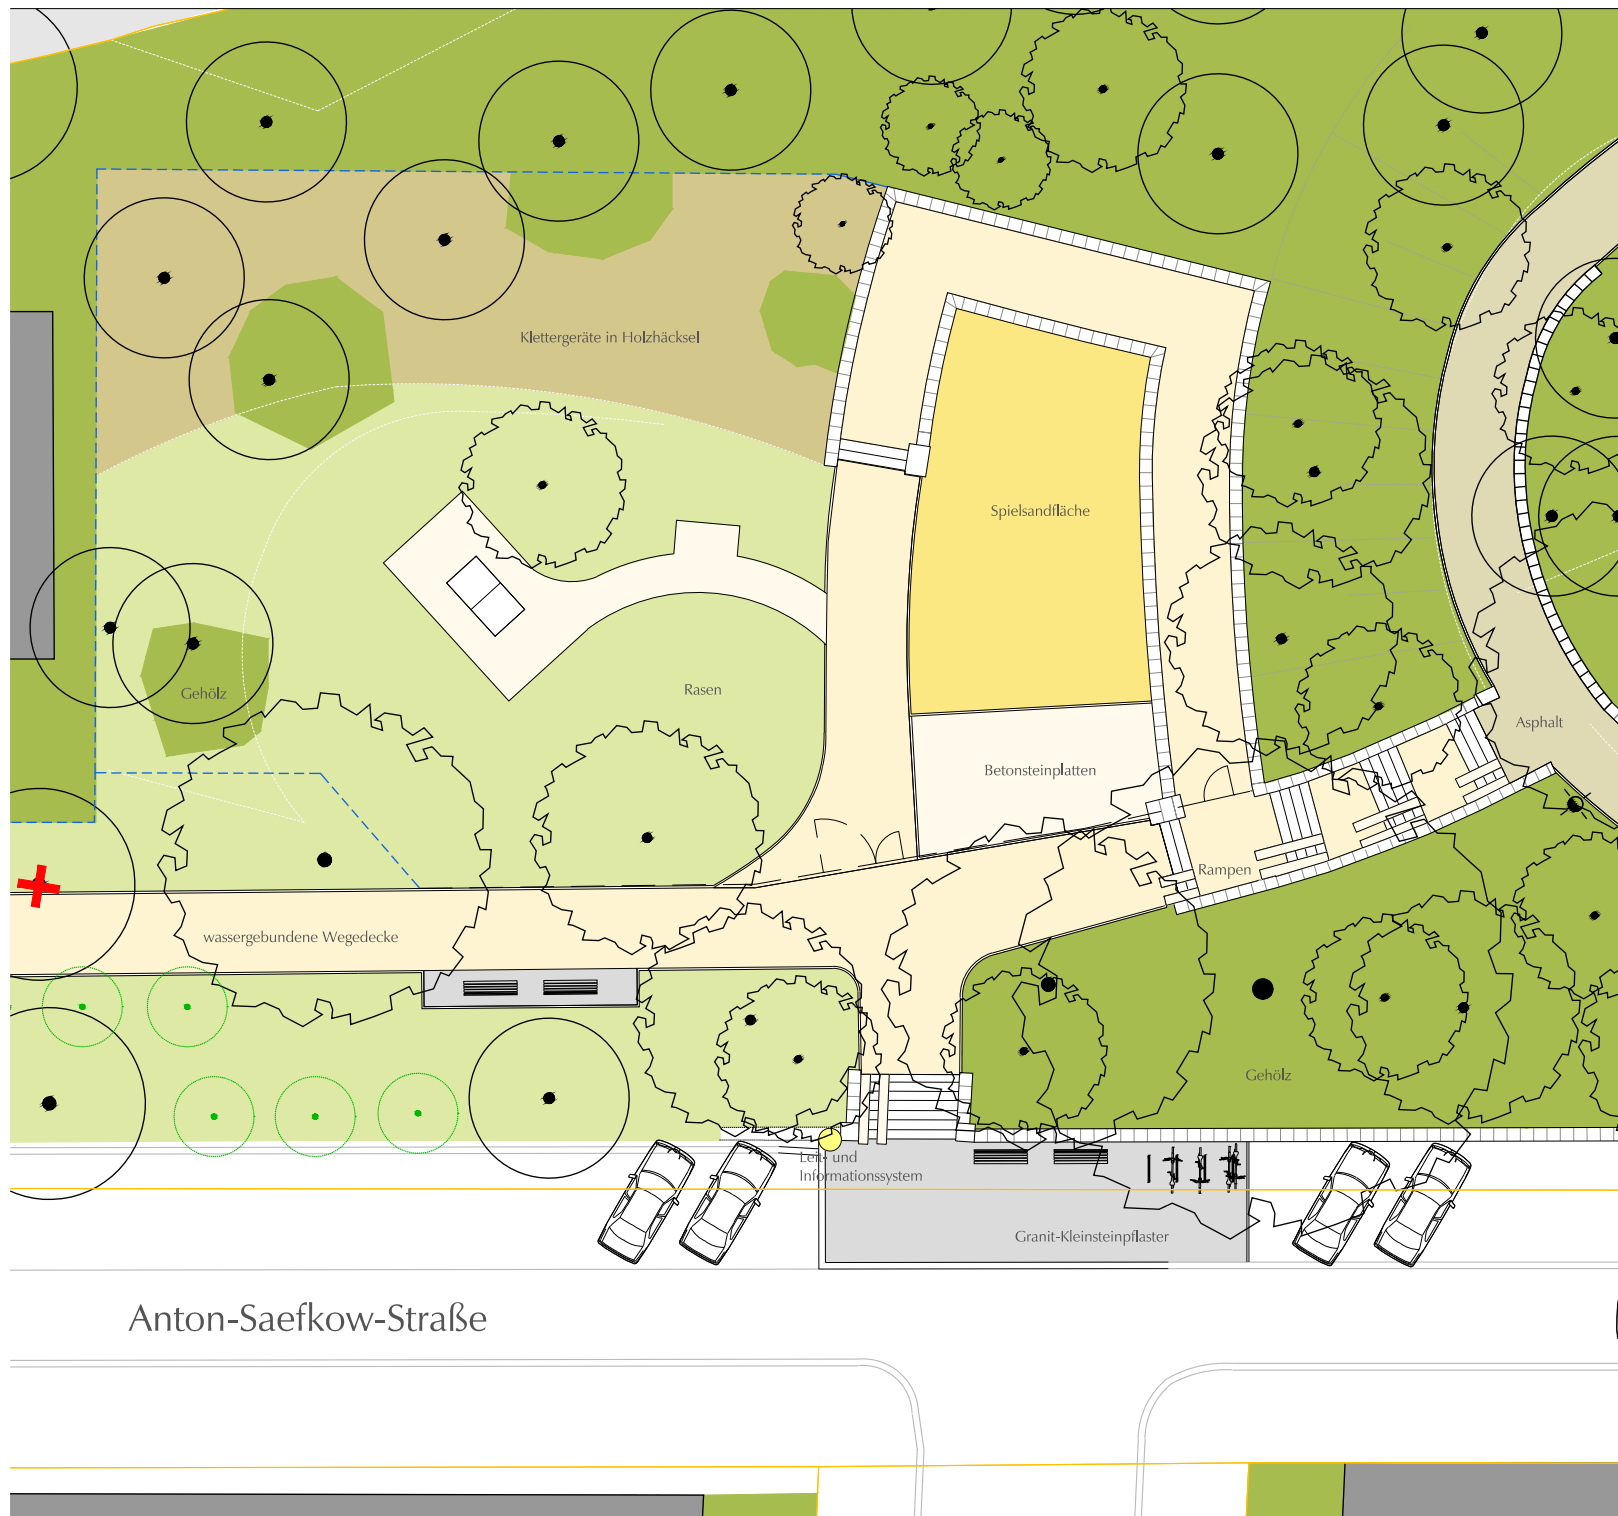 Klettergeräte in Holzhäcksel
Spielsandfläche
Gehölz
Rasen
Asphalt
Betonsteinplatten
Rampen
wassergebundene Wegedecke
Gehölz
Leit- und
Informationssystem
Granit-Kleinsteinpflaster
Anton-Saefkow-Straße